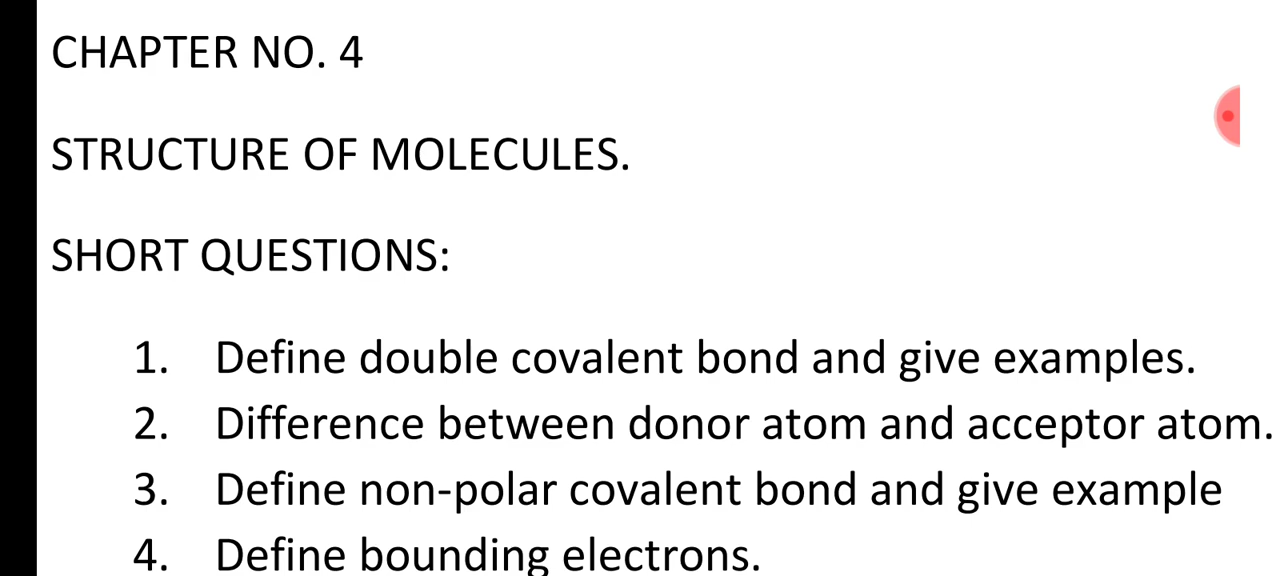 CHAPTER NO. 4
STRUCTURE OF MOLECULES.
SHORT QUESTIONS:
1. Define double covalent bond and give examples.
2. Difference between donor atom and acceptor atom.
3. Define non-polar covalent bond and give example
4. Define bounding electrons.